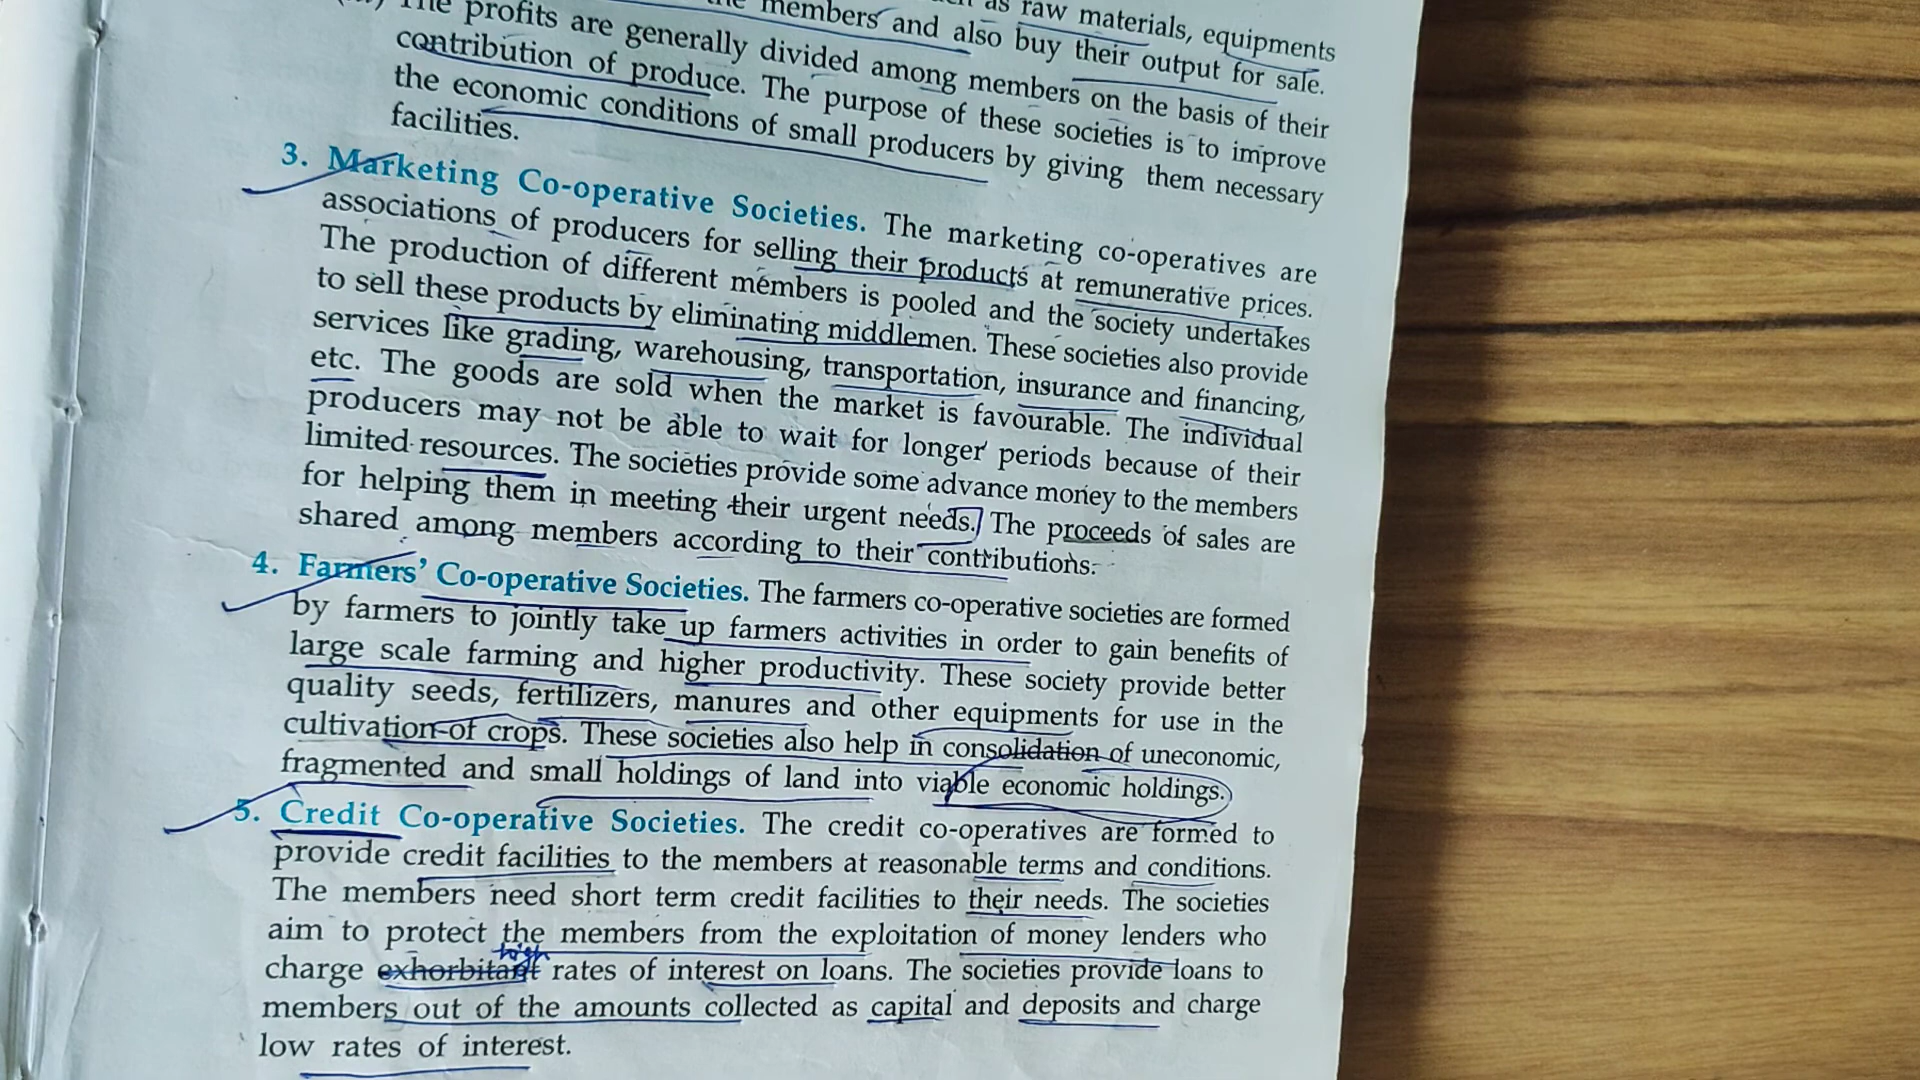 as raw materials, equipments
members and also buy their output for sale.
The profits are generally divided among members on the basis of their
contribution of produce. The purpose of these societies is to improve
the economic conditions of small producers by giving them necessary
facilities.
3. Marketing Co-operative Societies. The marketing co-operatives are
associations of producers for selling their products at remunerative prices.
The production of different members is pooled and the society undertakes
to sell these products by eliminating middlemen. These societies also provide
services like grading, warehousing, transportation, insurance and financing,
etc. The goods are sold when the market is favourable. The individual
producers may not be able to wait for longer periods because of their
limited resources. The societies provide some advance money to the members
for helping them in meeting their urgent needs. The proceeds of sales are
shared among members according to their contributions.
4. Farmers' Co-operative Societies. The farmers co-operative societies are formed
by farmers to jointly take up farmers activities in order to gain benefits of
large scale farming and higher productivity. These society provide better
quality seeds, fertilizers, manures and other equipments for use in the
cultivation of crops. These societies also help in consolidation of uneconomic,
fragmented and small holdings of land into viable economic holdings.
5. Credit Co-operative Societies. The credit co-operatives are formed to
provide credit facilities to the members at reasonable terms and conditions.
The members need short term credit facilities to their needs. The societies
aim to protect the members from the exploitation of money lenders who
high
charge exhorbitant rates of interest on loans. The societies provide loans to
members out of the amounts collected as capital and deposits and charge
low rates of interest.